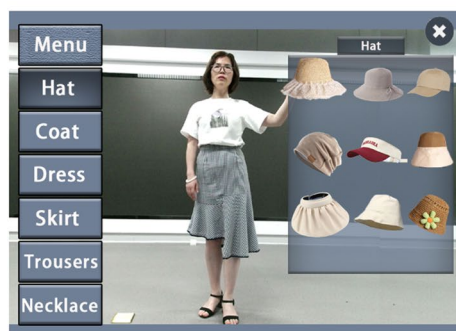 Menu
Hat
Coat
Dress
Skirt
Trousers
Necklace
Hat